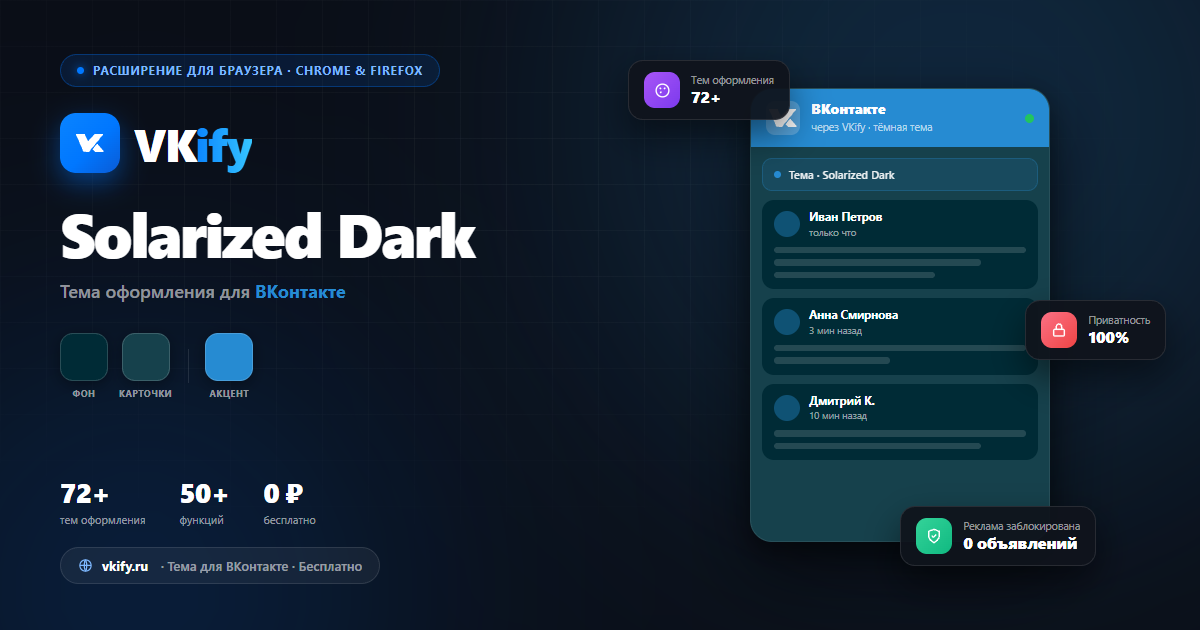 РАСШИРЕНИЕ ДЛЯ БРАУЗЕРА · CHROME & FIREFOX
VKify
Solarized Dark
Тема оформления для ВКонтакте
ФОН
КАРТОЧКИ
АКЦЕНТ
72+
тем оформления
50+
функций
0 ₽
бесплатно
vkify.ru · Тема для ВКонтакте · Бесплатно
Тем оформления
72+
ВКонтакте
через VKify · тёмная тема
Тема · Solarized Dark
Иван Петров
только что
Анна Смирнова
3 мин назад
Приватность
100%
Дмитрий К.
10 мин назад
Реклама заблокирована
0 объявлений